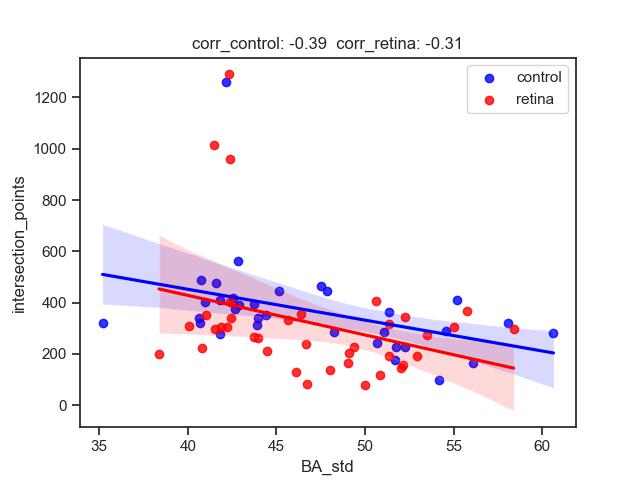 corr_control: -0.39  corr_retina: -0.31
control
retina
1200
1000
800
600
400
200
0
intersection_points
35
40
45
50
55
60
BA_std